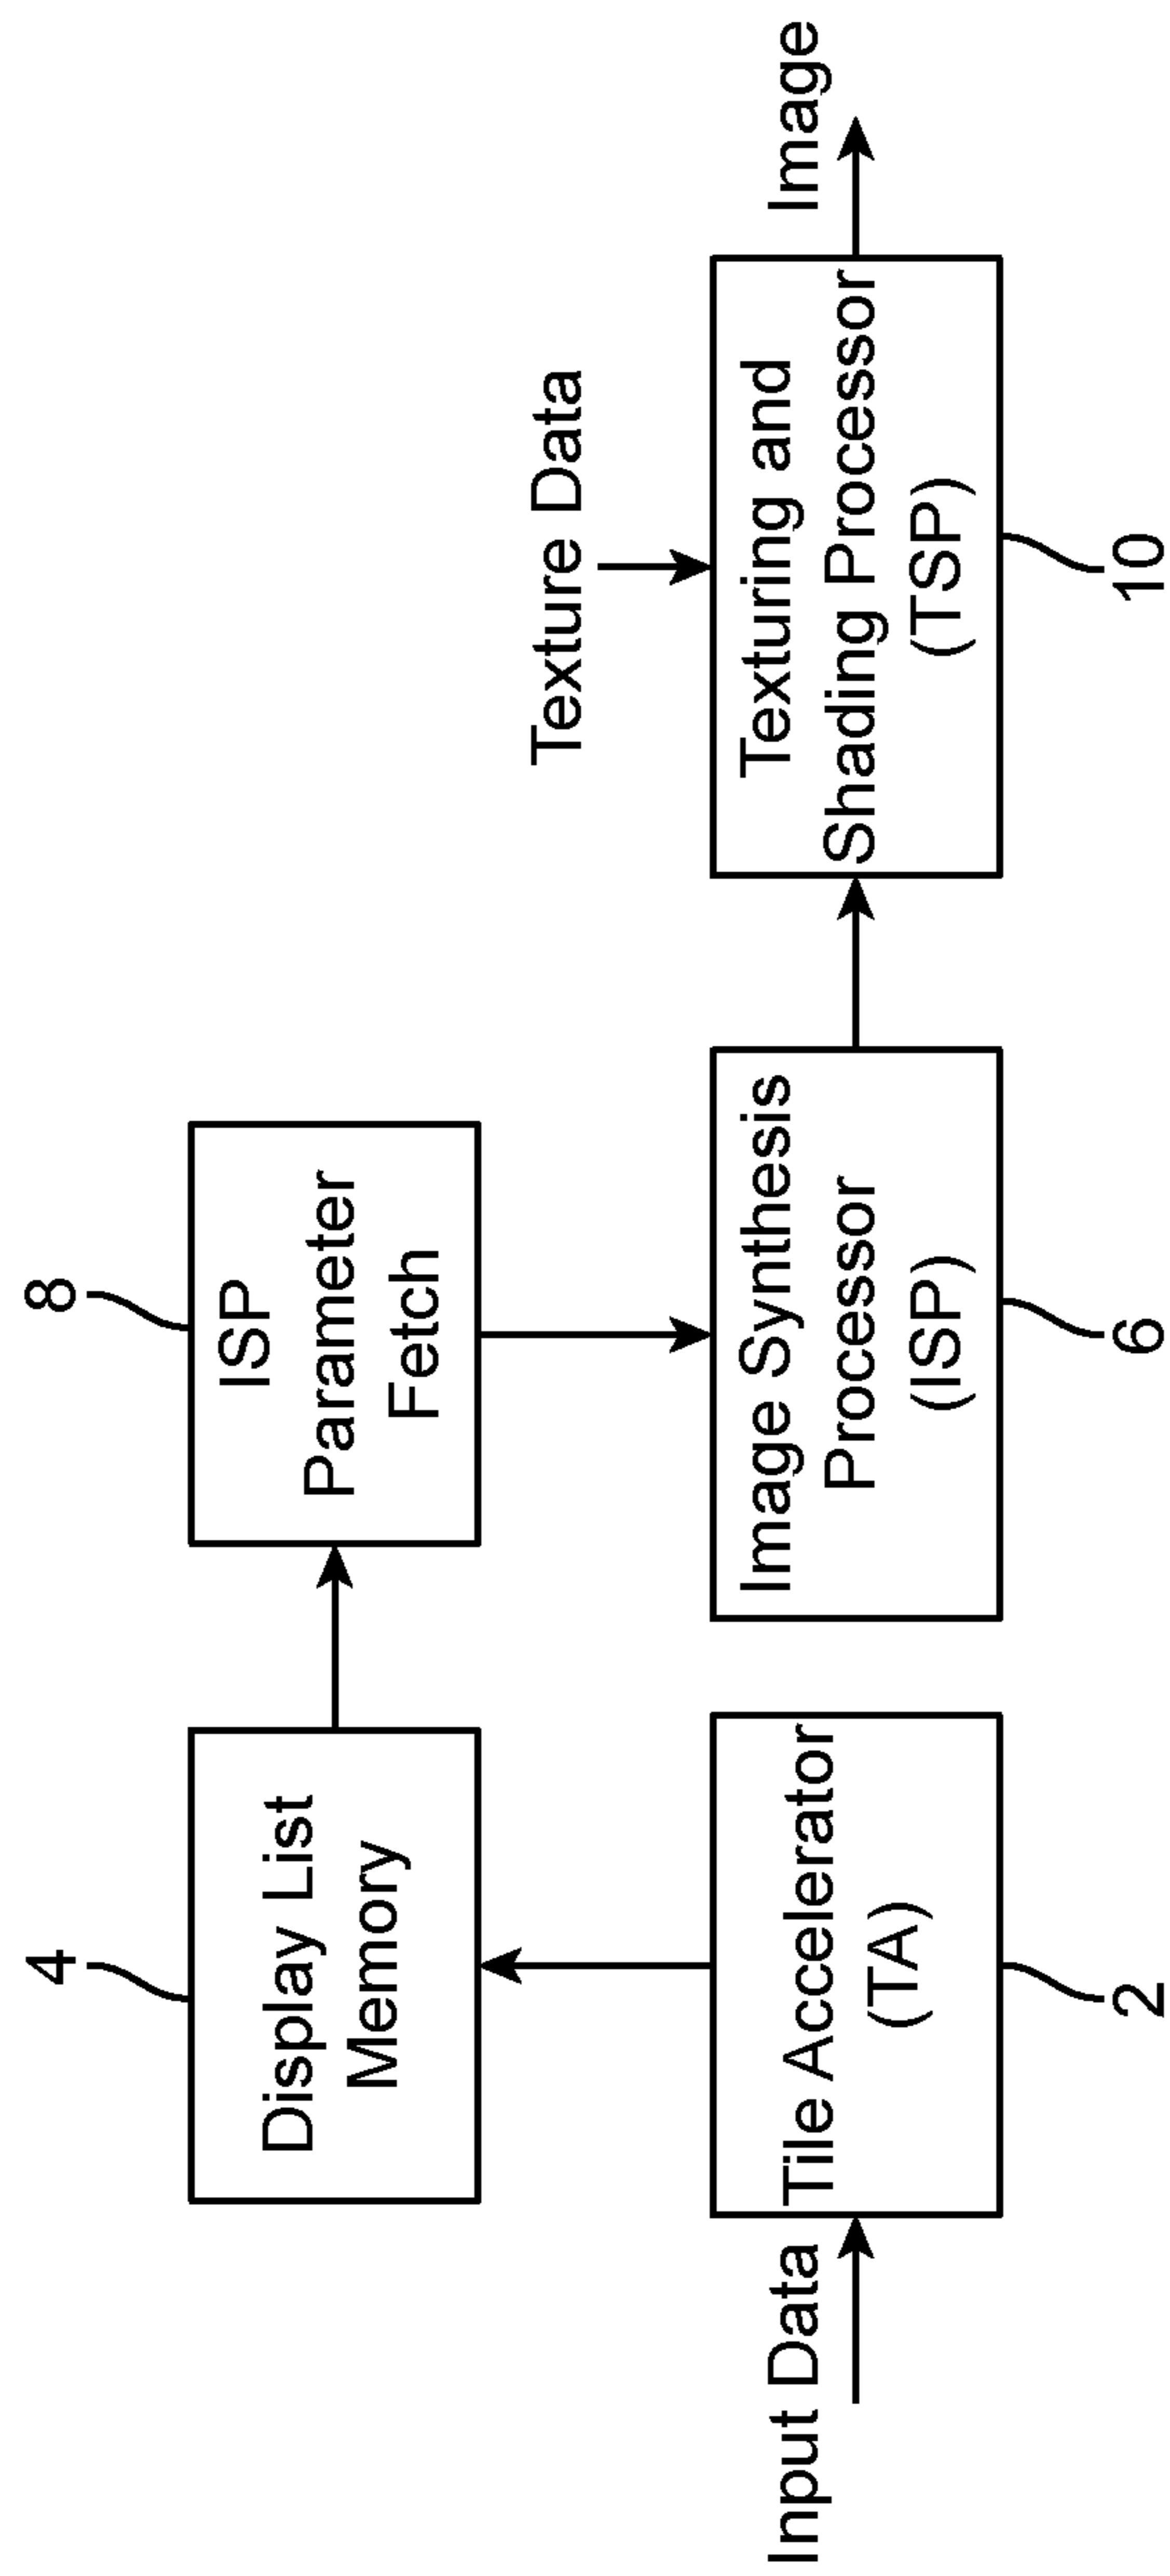 4
8
Display List
Memory
ISP
Parameter
Fetch
Texture Data
Input Data
Tile Accelerator
(TA)
Image Synthesis
Processor
(ISP)
Texturing and
Shading Processor
(TSP)
Image
2
6
10